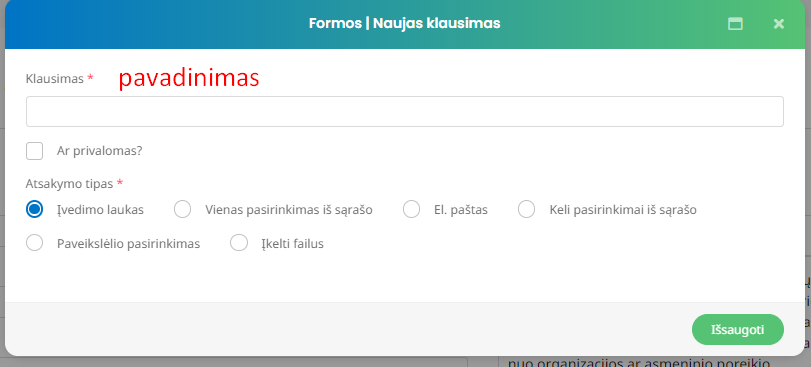 Formos | Naujas klausimas
Klausimas * pavadinimas
Ar privalomas?
Atsakymo tipas *
Įvedimo laukas Vienas pasirinkimas iš sąrašo El. paštas Keli pasirinkimai iš sąrašo
Paveikslėlio pasirinkimas Įkelti failus
Išsaugoti
nuo organizacijos ar asmeninio poreikio